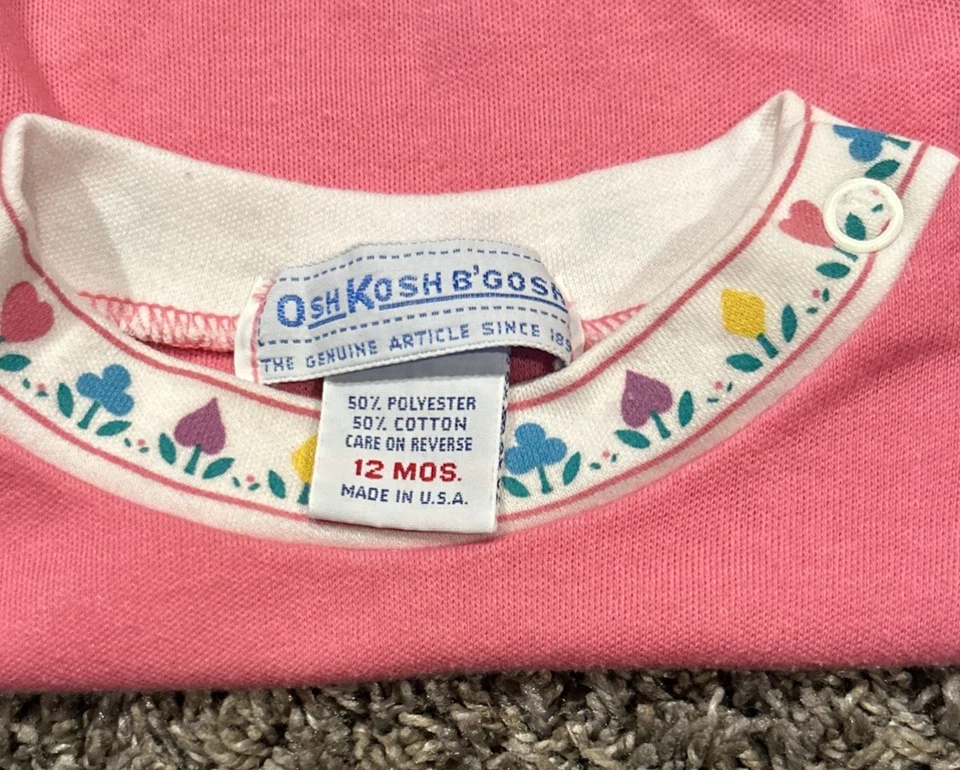 OSHKOSH B'GOSH
THE GENUINE ARTICLE SINCE
50% POLYESTER
50% COTTON
CARE ON REVERSE
12 MOS.
MADE IN U.S.A.